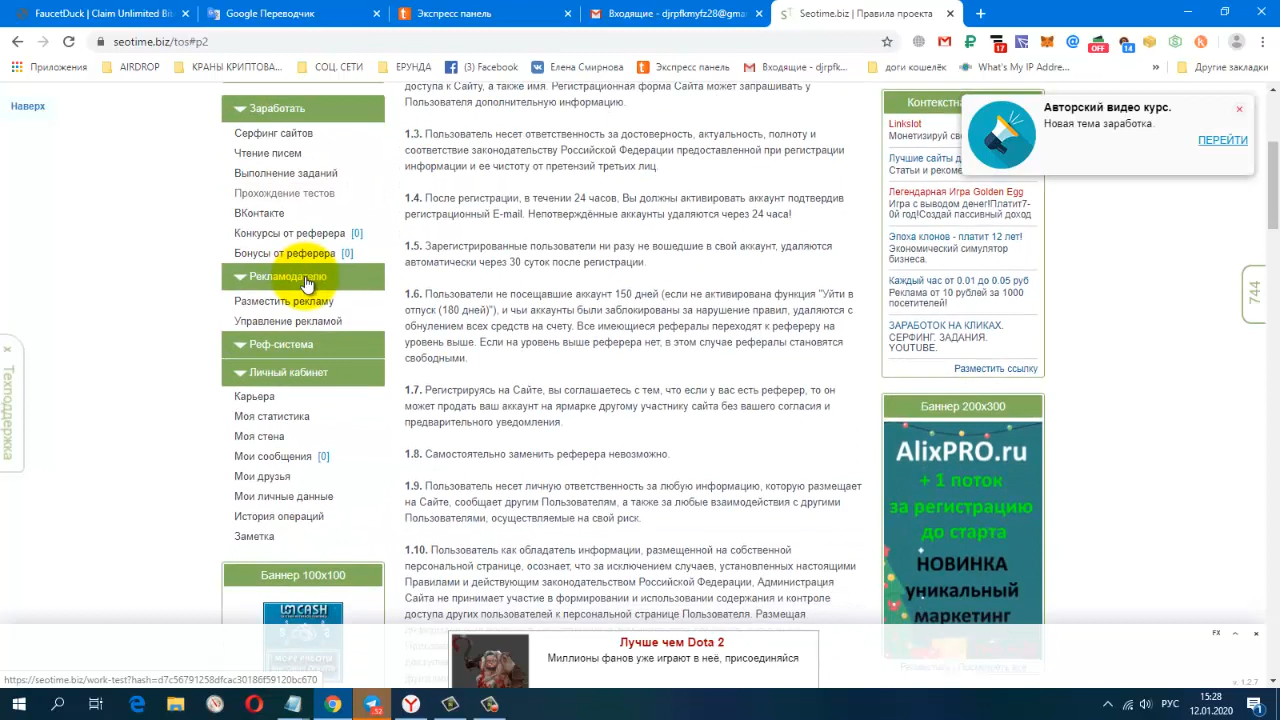 FaucetDuck | Claim Unlimited Bit
Google Переводчик
Экспресс панель
Входящие - djrpfkmyfz28@gma
Seotime.biz | Правила проекта
seotime.biz/tos#p2
17
OFF
14
Приложения
AIRDROP
КРАНЫ КРИПТОВА...
СОЦ. СЕТИ
ЕРУНДА
(3) Facebook
Елена Смирнова
Экспресс панель
Входящие - djrpfk...
доги кошелёк
What's My IP Addre...
»
Другие закладки
Наверх
Заработать
Серфинг сайтов
Чтение писем
Выполнение заданий
Прохождение тестов
ВКонтакте
Конкурсы от реферера [0]
Бонусы от реферера [0]
Рекламодателю
Разместить рекламу
Управление рекламой
Реф-система
Личный кабинет
Карьера
Моя статистика
Моя стена
Мои сообщения [0]
Мои друзья
Мои личные данные
История операций
Заметка
Баннер 100x100
Техподдержка
доступа к Сайту, а также имя. Регистрационная форма Сайта может запрашивать у
Пользователя дополнительную информацию.
1.3. Пользователь несет ответственность за достоверность, актуальность, полноту и
соответствие законодательству Российской Федерации предоставленной при регистрации
информации и ее чистоту от претензий третьих лиц.
1.4. После регистрации, в течении 24 часов, Вы должны активировать аккаунт подтвердив
регистрационный E-mail. Неподтверждённые аккаунты удаляются через 24 часа!
1.5. Зарегистрированные пользователи ни разу не вошедшие в свой аккаунт, удаляются
автоматически через 30 суток после регистрации.
1.6. Пользователи не посещавшие аккаунт 150 дней (если не активирована функция "Уйти в
отпуск (180 дней)"), и чьи аккаунты были заблокированы за нарушение правил, удаляются с
обнулением всех средств на счету. Все имеющиеся рефералы переходят к рефереру на
уровень выше. Если на уровень выше реферера нет, в этом случае рефералы становятся
свободными.
1.7. Регистрируясь на Сайте, вы соглашаетесь с тем, что если у вас есть реферер, то он
может продать ваш аккаунт на ярмарке другому участнику сайта без вашего согласия и
предварительного уведомления.
1.8. Самостоятельно заменить реферера невозможно.
1.9. Пользователь несет личную ответственность за любую информацию, которую размещает
на Сайте, сообщает другим Пользователям, а также за любые взаимодействия с другими
Пользователями, осуществляемые на свой риск.
1.10. Пользователь как обладатель информации, размещенной на собственной
персональной странице, осознает, что за исключением случаев, установленных настоящими
Правилами и действующим законодательством Российской Федерации, Администрация
Сайта не принимает участие в формировании и использовании содержания и контроле
доступа других пользователей к персональной странице Пользователя. Размещая
Лучше чем Dota 2
Миллионы фанов уже играют в неё, присоединяйся
Авторский видео курс.
Новая тема заработка.
ПЕРЕЙТИ
Linkslot
Легендарная Игра Golden Egg
Игра с выводом денег!Платит7-
0й год!Создай пассивный доход
Эпоха клонов - платит 12 лет!
Экономический симулятор
бизнеса.
Каждый час от 0.01 до 0.05 руб
Реклама от 10 рублей за 1000
посетителей!
ЗАРАБОТОК НА КЛИКАХ.
СЕРФИНГ. ЗАДАНИЯ.
YOUTUBE.
Разместить ссылку
Баннер 200x300
AlixPRO.ru
+ 1 поток
за регистрацию
до старта
НОВИНКА
уникальный
маркетинг
744
FX
v. 1.2.7
РУС
15:28
12.01.2020